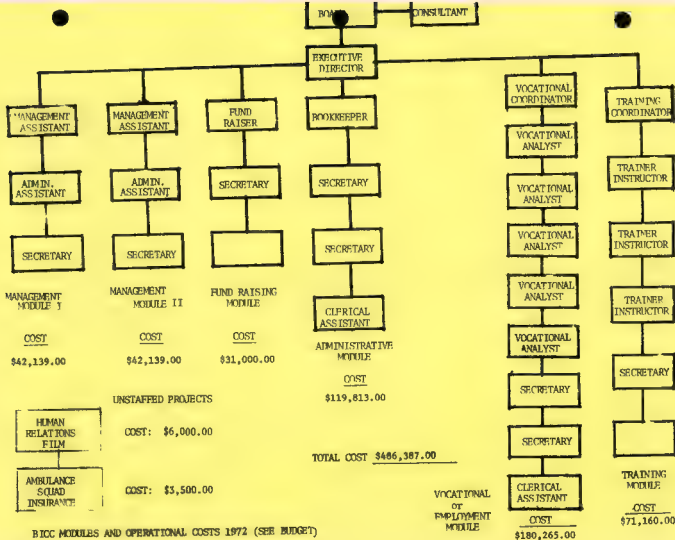 CONSULTANT
EXECUTIVE
DIRECTOR
MANAGEMENT
ASSISTANT
ADMIN.
ASSISTANT
SECRETARY
MANAGEMENT
MODULE I
COST
$42,139.00
MANAGEMENT
ASSISTANT
ADMIN.
ASSISTANT
SECRETARY
MANAGEMENT
MODULE II
COST
$42,139.00
FUND
RAISER
SECRETARY
FUND RAISING
MODULE
COST
$31,000.00
BOOKKEEPER
SECRETARY
SECRETARY
CLERICAL
ASSISTANT
ADMINISTRATIVE
MODULE
COST
$119,813.00
VOCATIONAL
COORDINATOR
VOCATIONAL
ANALYST
VOCATIONAL
ANALYST
VOCATIONAL
ANALYST
VOCATIONAL
ANALYST
VOCATIONAL
ANALYST
SECRETARY
SECRETARY
CLERICAL
ASSISTANT
VOCATIONAL
or
EMPLOYMENT
MODULE
COST
$180,265.00
TRAINING
COORDINATOR
TRAINER
INSTRUCTOR
TRAINER
INSTRUCTOR
TRAINER
INSTRUCTOR
SECRETARY
TRAINING
MODULE
COST
$71,160.00
UNSTAFFED PROJECTS
HUMAN
RELATIONS
FILM
COST: $6,000.00
AMBULANCE
SQUAD
INSURANCE
COST: $3,500.00
TOTAL COST $486,387.00
BICC MODULES AND OPERATIONAL COSTS 1972 (SEE BUDGET)